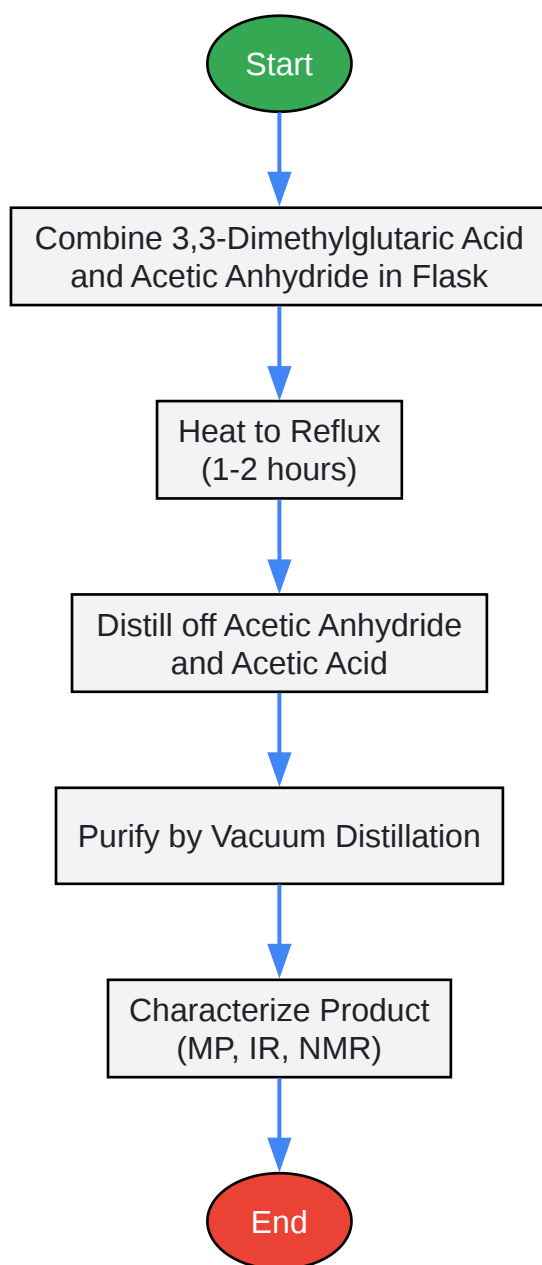 Start
Combine 3,3-Dimethylglutaric Acid
and Acetic Anhydride in Flask
Heat to Reflux
(1-2 hours)
Distill off Acetic Anhydride
and Acetic Acid
Purify by Vacuum Distillation
Characterize Product
(MP, IR, NMR)
End